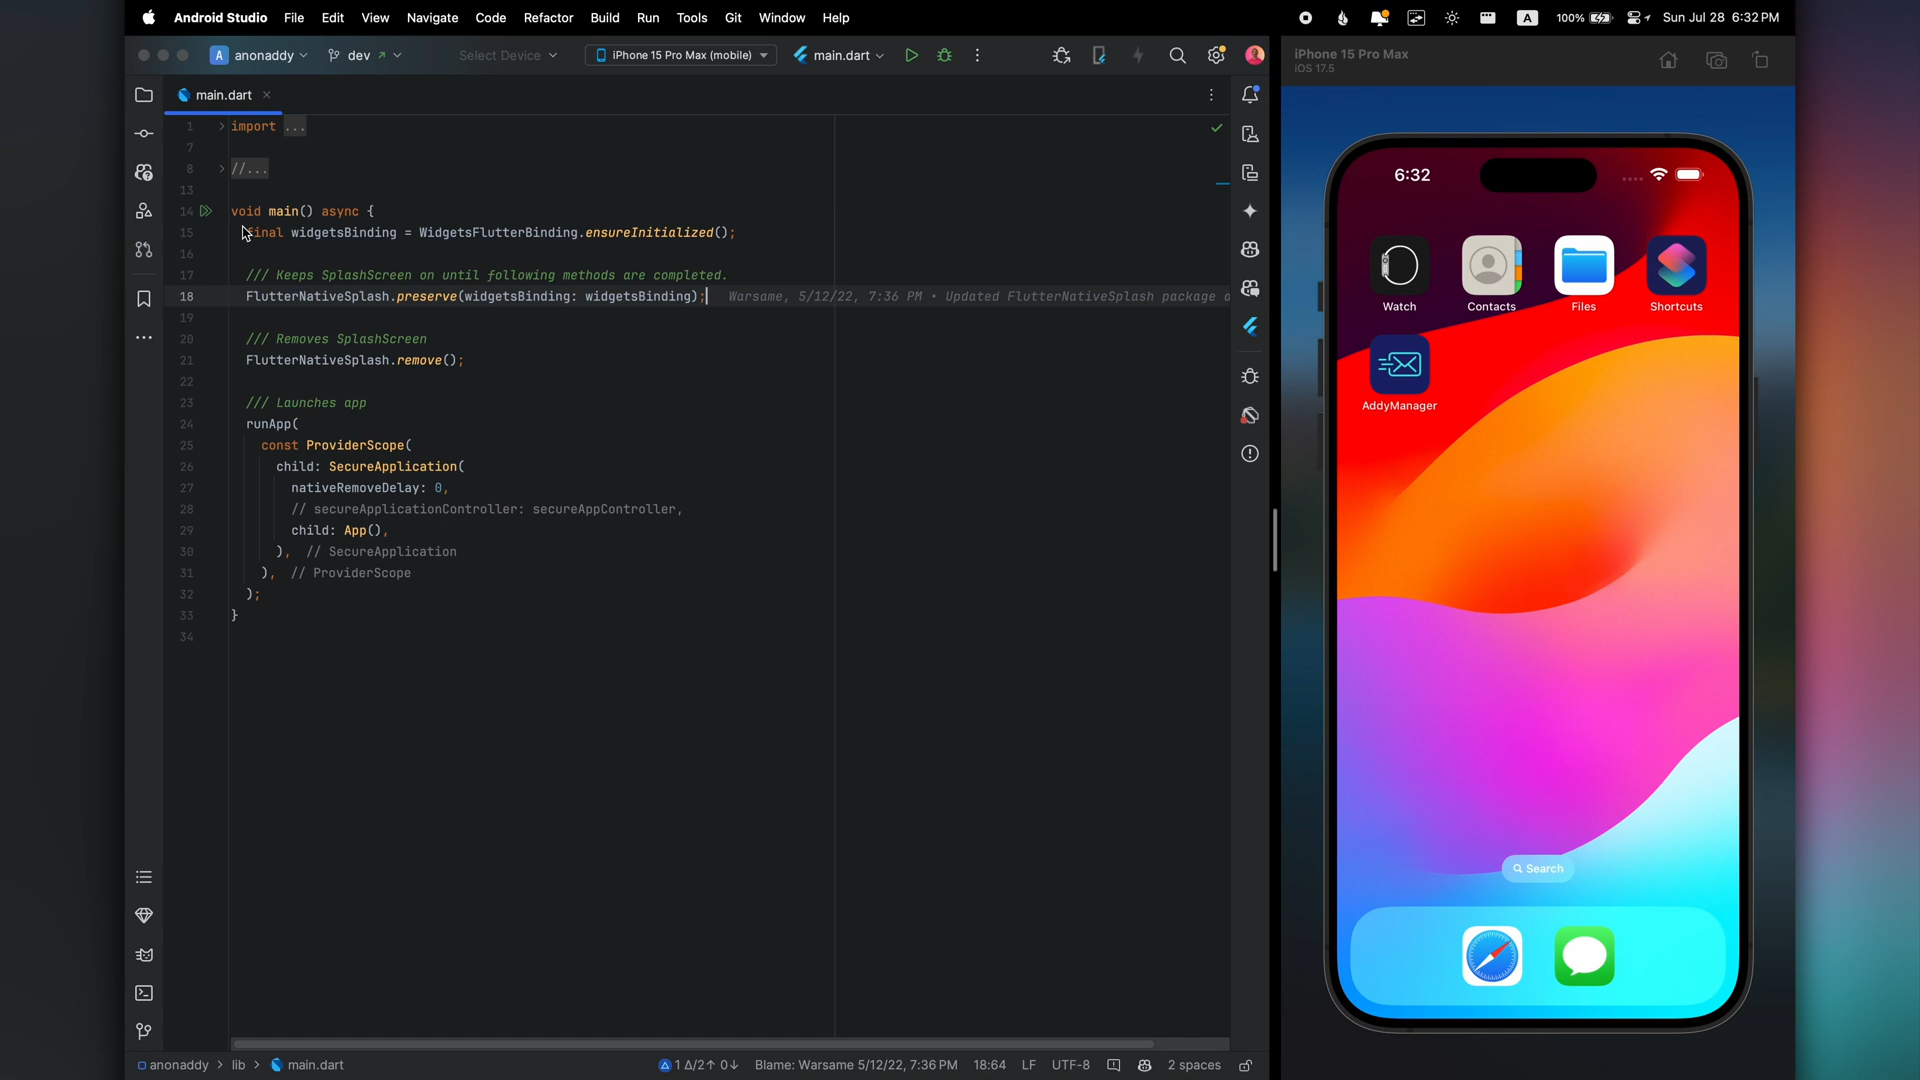 Android Studio File Edit View Navigate Code Refactor Build Run Tools Git Window Help
A 100% Sun Jul 28 6:32 PM
A anonaddy dev Select Device iPhone 15 Pro Max (mobile) main.dart
main.dart
1 import ...
7
8 //...
13
14 void main() async {
15 final widgetsBinding = WidgetsFlutterBinding.ensureInitialized();
16
17 /// Keeps SplashScreen on until following methods are completed.
18 FlutterNativeSplash.preserve(widgetsBinding: widgetsBinding); Warsame, 5/12/22, 7:36 PM • Updated FlutterNativeSplash package
19
20 /// Removes SplashScreen
21 FlutterNativeSplash.remove();
22
23 /// Launches app
24 runApp(
25 const ProviderScope(
26 child: SecureApplication(
27 nativeRemoveDelay: 0,
28 // secureApplicationController: secureAppController,
29 child: App(),
30 ), // SecureApplication
31 ), // ProviderScope
32 );
33 }
34
anonaddy > lib > main.dart
1 Δ/2↑ 0↓ Blame: Warsame 5/12/22, 7:36 PM 18:64 LF UTF-8 2 spaces
iPhone 15 Pro Max
iOS 17.5
6:32
Watch Contacts Files Shortcuts
AddyManager
Search